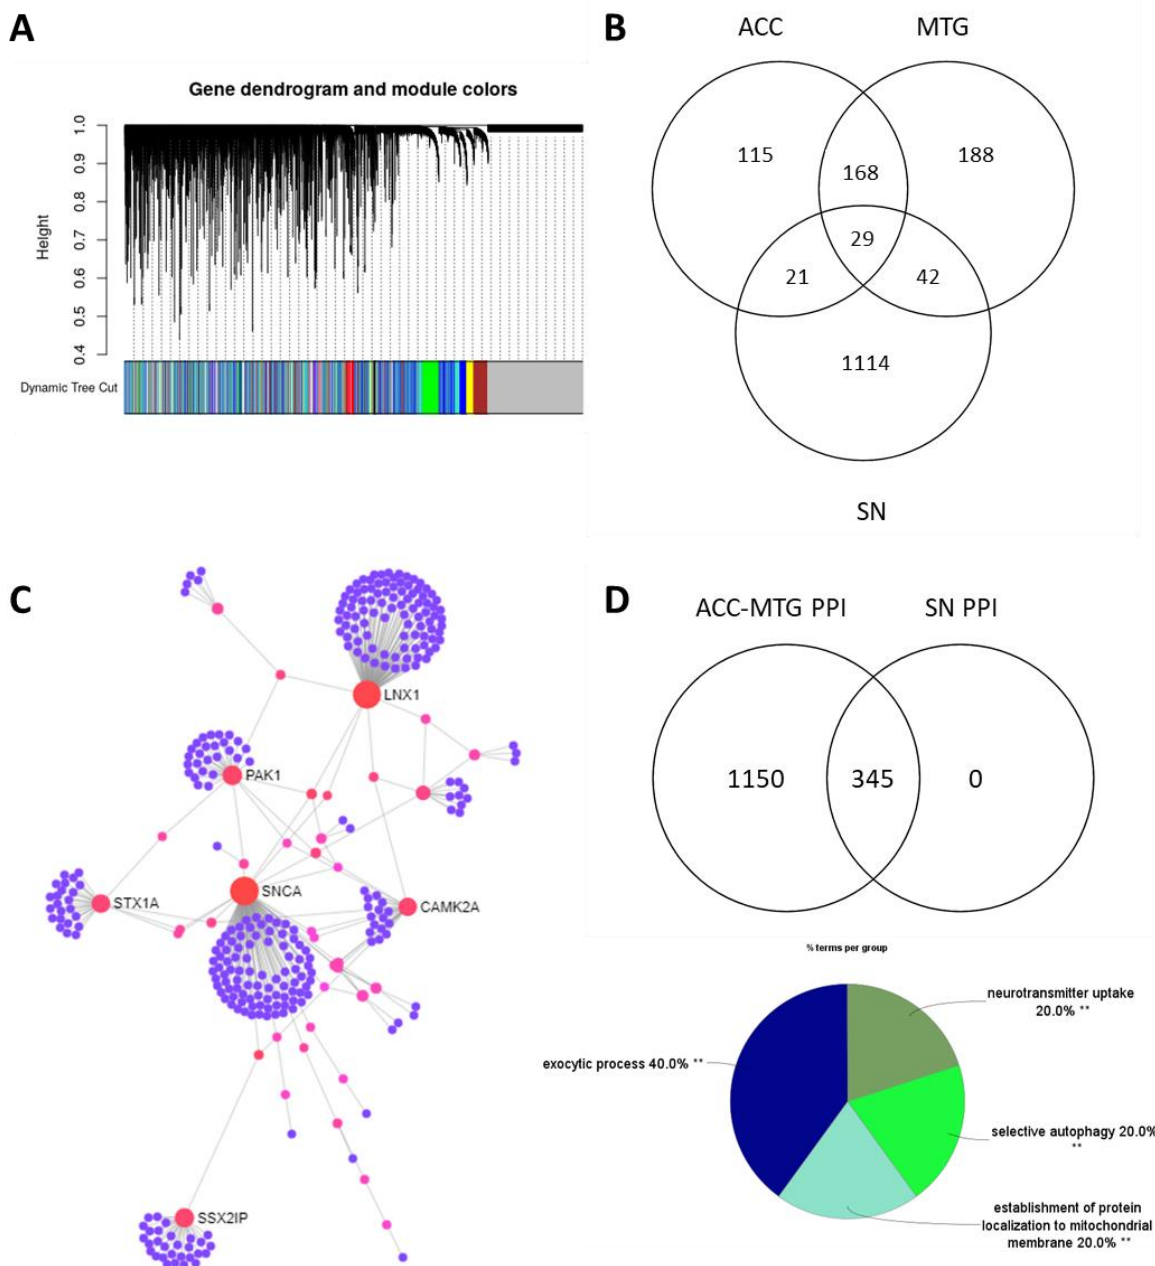 A
Gene dendrogram and module colors
Height
1.0
0.9
0.8
0.7
0.6
0.5
0.4
Dynamic Tree Cut
B
ACC MTG
115
168
188
29
21
42
1114
SN
C
LNX1
PAK1
SNCA
STX1A
CAMK2A
SSX2IP
D
ACC-MTG PPI SN PPI
1150 345 0
% terms per group
neurotransmitter uptake
20.0% **
exocytic process 40.0% **
selective autophagy 20.0%
**
establishment of protein
localization to mitochondrial
membrane 20.0% **